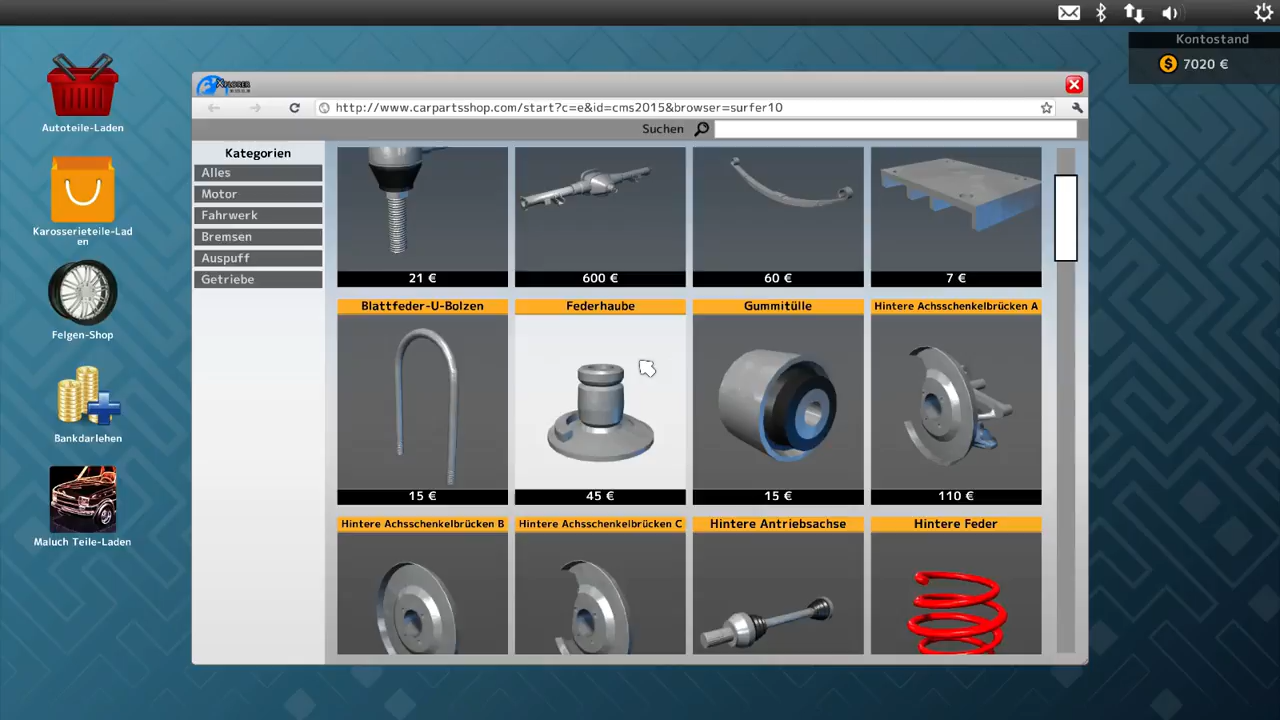 Kontostand
7020 €
Autoteile-Laden
Karosserieteile-Lad
en
Felgen-Shop
Bankdarlehen
Maluch Teile-Laden
http://www.carpartsshop.com/start?c=e&id=cms2015&browser=surfer10
Suchen
Kategorien
Alles
Motor
Fahrwerk
Bremsen
Auspuff
Getriebe
21 €
600 €
60 €
7 €
Blattfeder-U-Bolzen
Federhaube
Gummitülle
Hintere Achsschenkelbrücken A
15 €
45 €
15 €
110 €
Hintere Achsschenkelbrücken B
Hintere Achsschenkelbrücken C
Hintere Antriebsachse
Hintere Feder